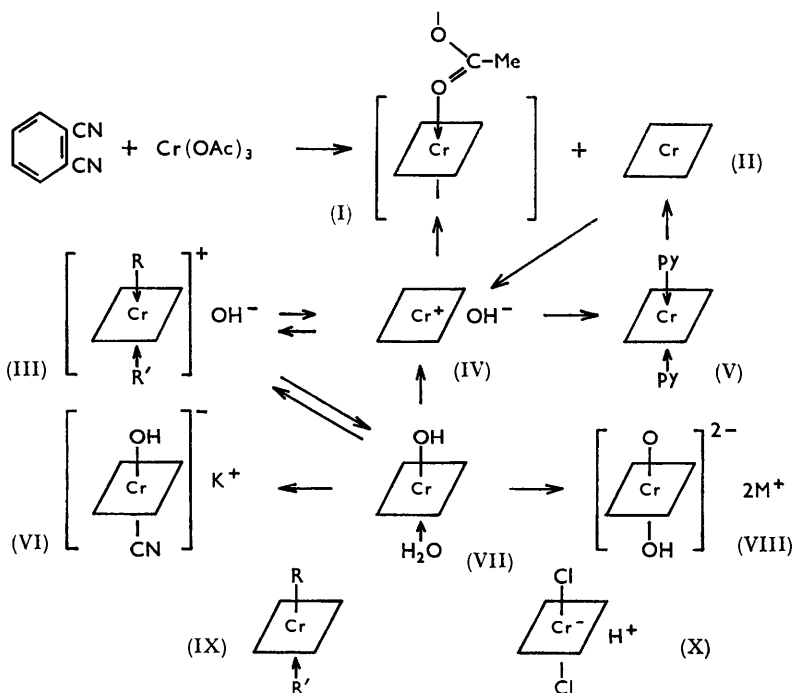 O
C–Me
O
CN
CN
+ Cr(OAc)₃
Cr
(I)
+
Cr
(II)
R
Cr
R′
+
OH⁻
(III)
Cr⁺ OH⁻
(IV)
py
Cr
py
(V)
OH
Cr
CN
–
K⁺
(VI)
OH
Cr
H₂O
(VII)
O
Cr
OH
2–
2M⁺
(VIII)
R
Cr
R′
(IX)
Cl
Cr⁻
Cl
H⁺
(X)